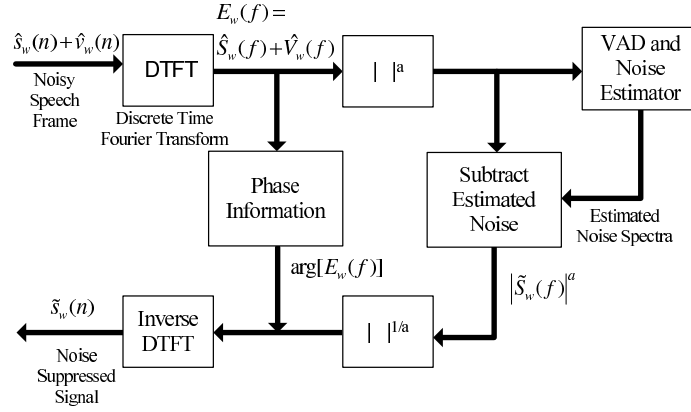 E_w(f) =
ŝ_w(n) + v̂_w(n)
Ŝ_w(f) + V̂_w(f)
DTFT
| |^a
VAD and
Noise
Estimator
Noisy
Speech
Frame
Discrete Time
Fourier Transform
Phase
Information
Subtract
Estimated
Noise
Estimated
Noise Spectra
arg[E_w(f)]
|S̃_w(f)|^a
s̃_w(n)
Inverse
DTFT
| |^1/a
Noise
Suppressed
Signal